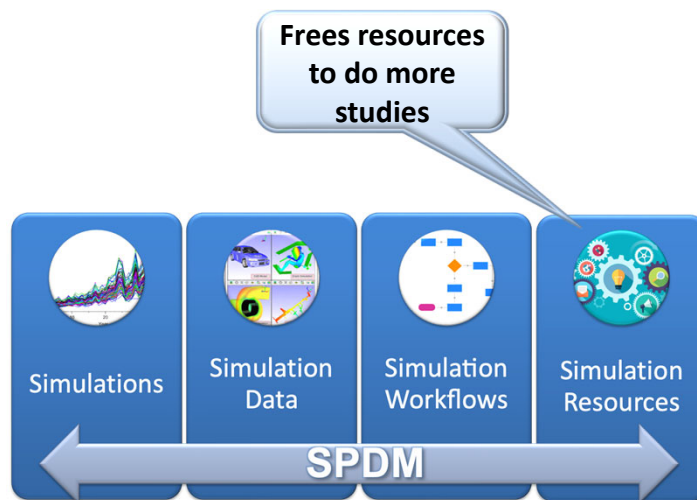 Frees resources
to do more
studies
Simulations
Simulation
Data
Simulation
Workflows
Simulation
Resources
SPDM